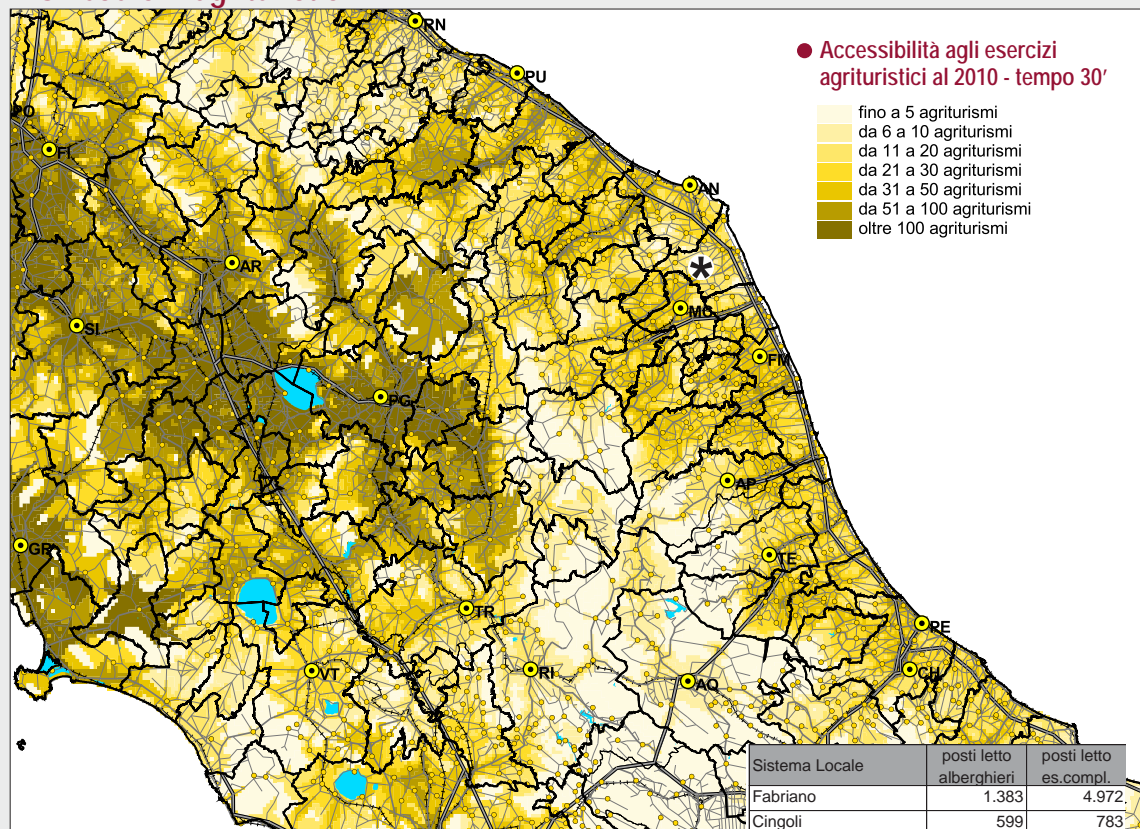 ● Accessibilità agli esercizi
agrituristici al 2010 - tempo 30'
fino a 5 agriturismi
da 6 a 10 agriturismi
da 11 a 20 agriturismi
da 21 a 30 agriturismi
da 31 a 50 agriturismi
da 51 a 100 agriturismi
oltre 100 agriturismi
RN
PU
PO
FI
AN
AR
*
MC
SI
FM
PG
AP
GR
TE
TR
PE
VT
RI
AQ
CH
Sistema Locale posti letto alberghieri posti letto es.compl.
Fabriano 1.383 4.972,
Cingoli 599 783